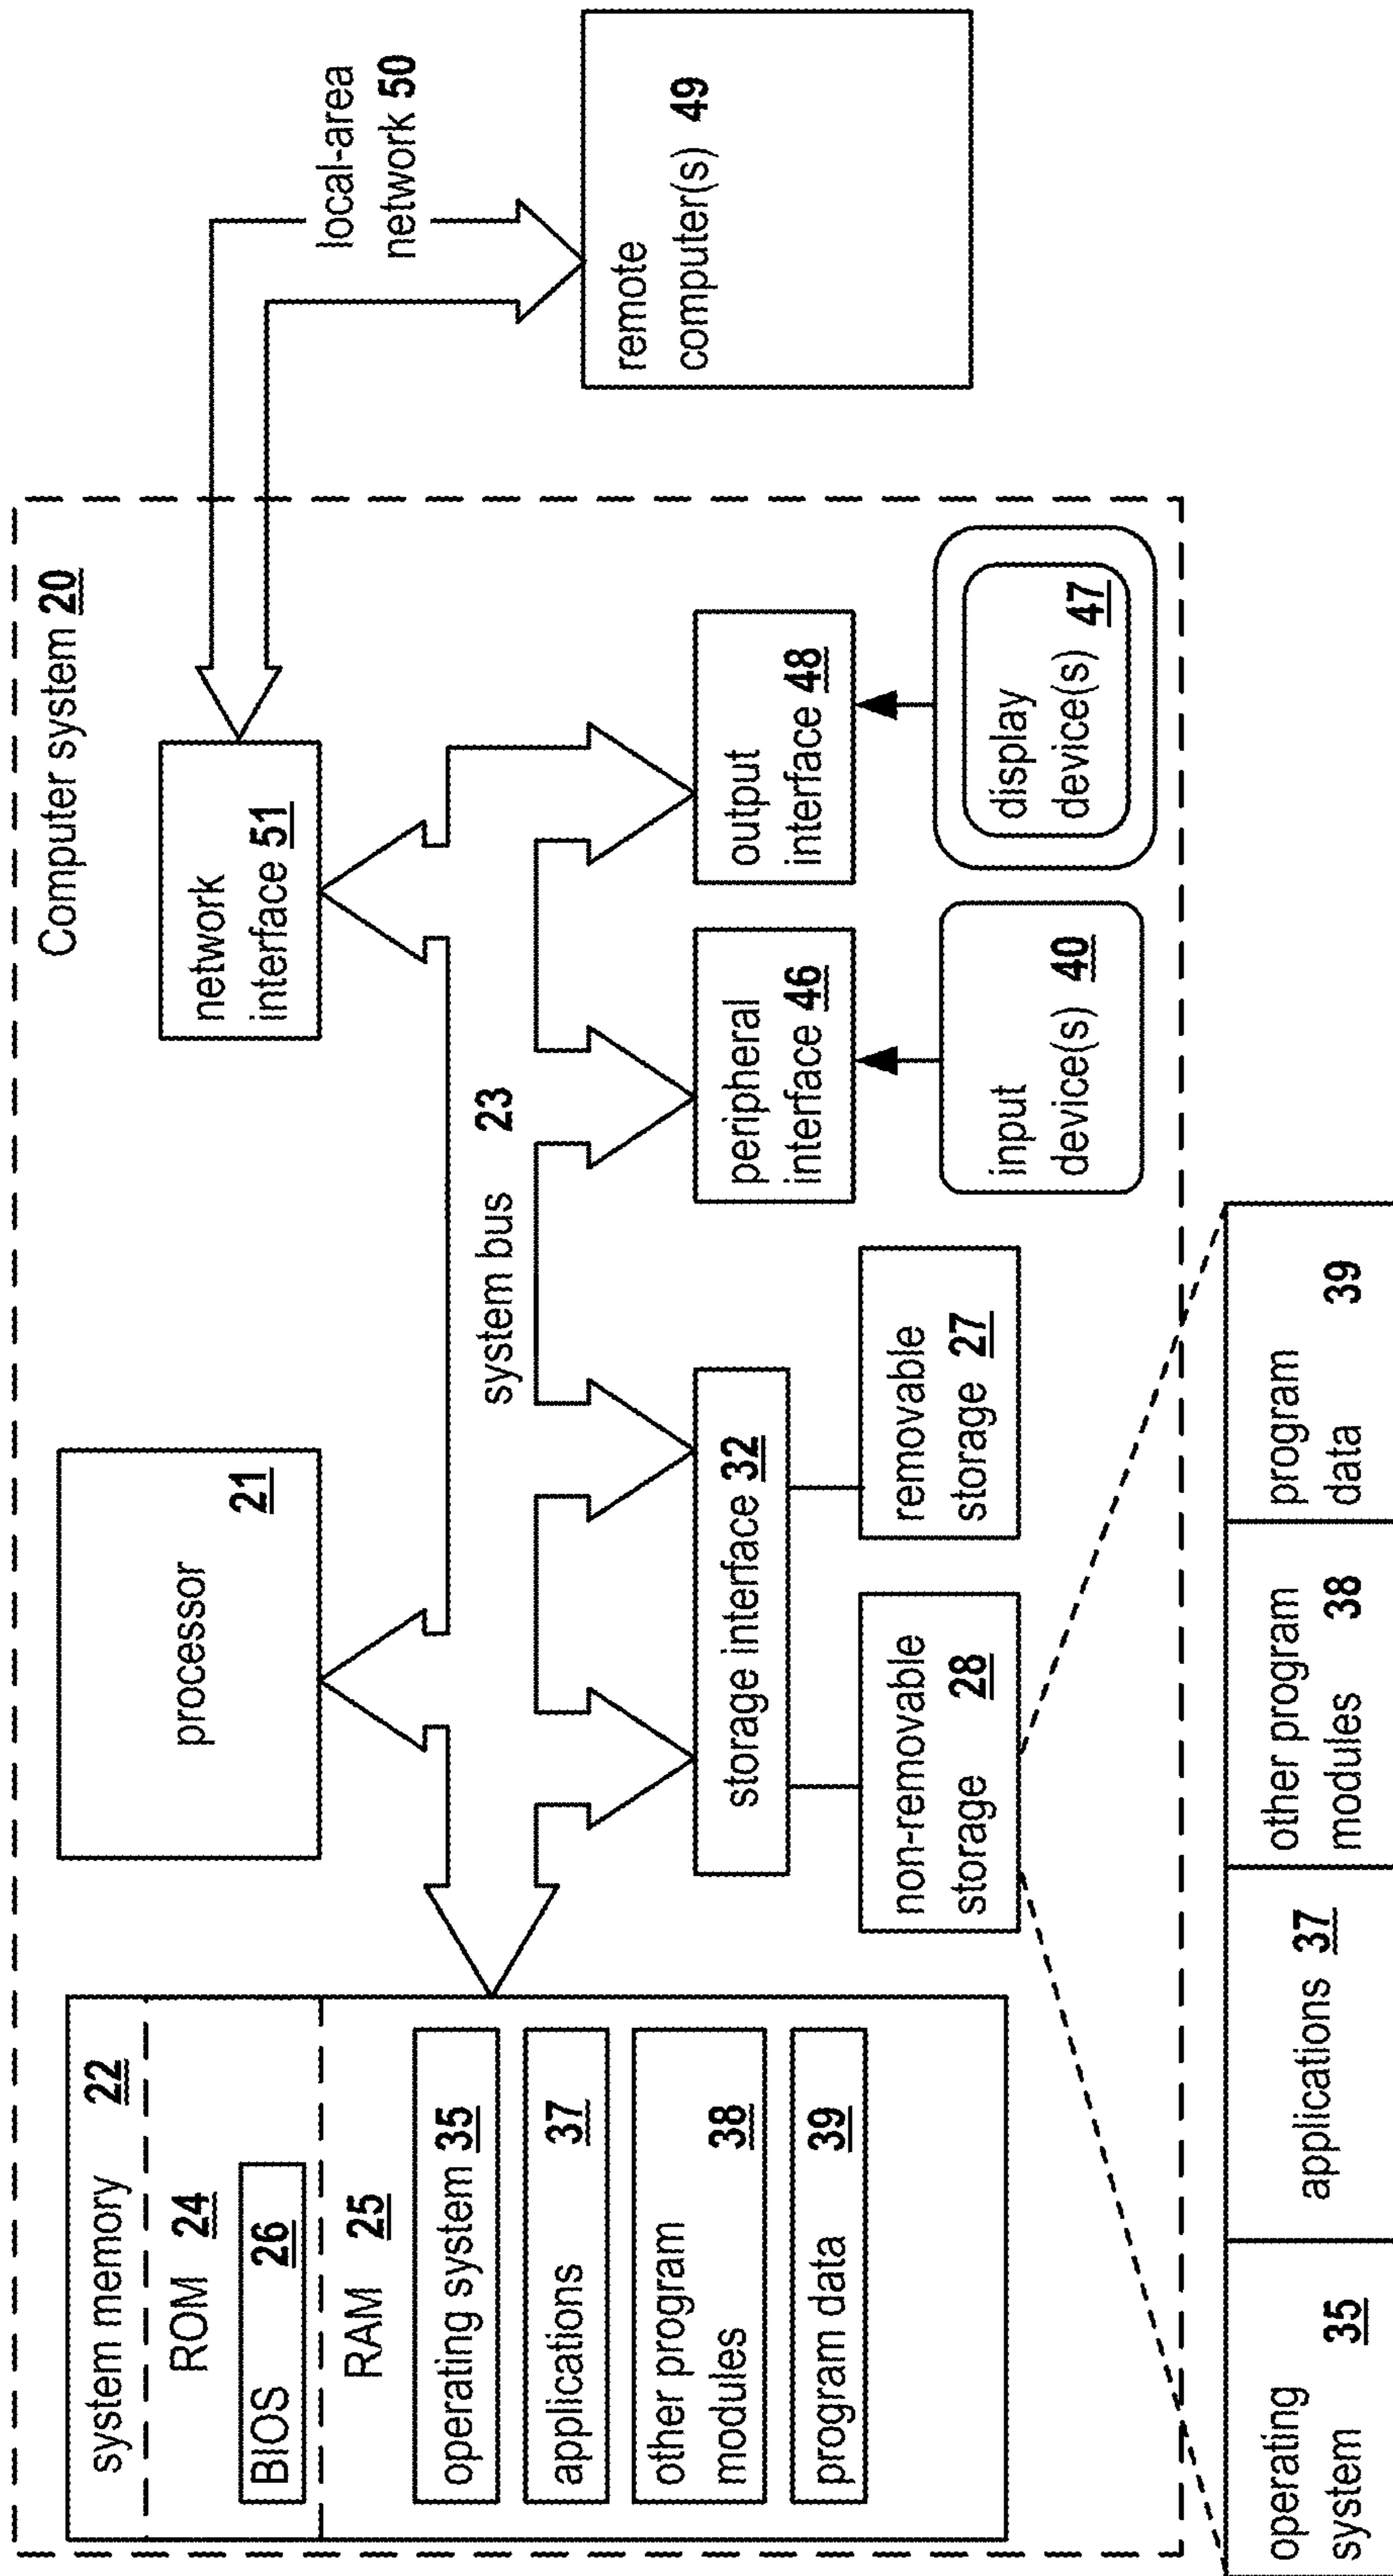 Computer system 20
system memory 22
ROM 24
BIOS 26
RAM 25
operating system 35
applications 37
other program
modules 38
program data 39
processor
21
network
interface 51
local-area
network 50
system bus 23
storage interface 32
non-removable
storage 28
removable
storage 27
peripheral
interface 46
output
interface 48
input
device(s) 40
display
device(s) 47
remote
computer(s) 49
operating
system 35
applications 37
other program
modules 38
program
data 39